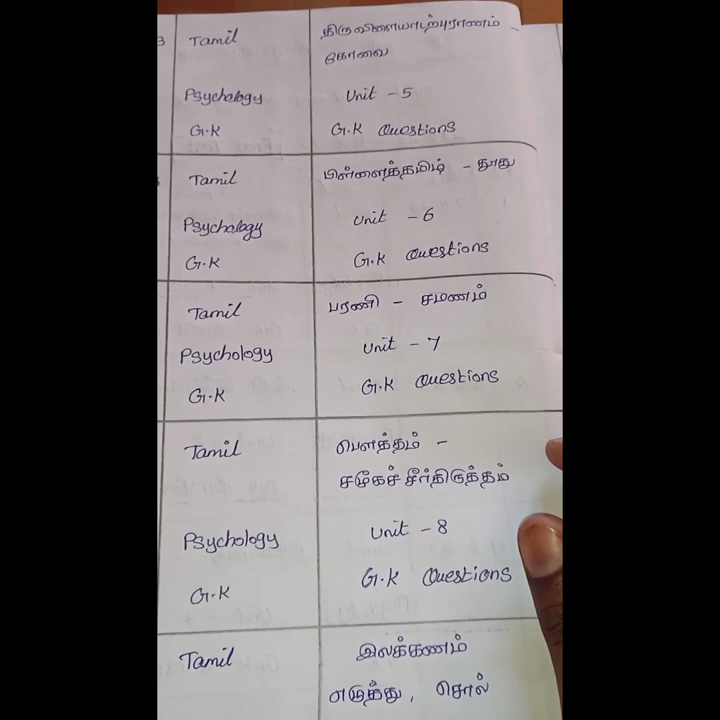 3 Tamil திருவிளையாடற்புராணம் -
கோவை
Psychology Unit - 5
G.K G.K Questions
Tamil பிள்ளைத்தமிழ் - தூது
Psychology Unit - 6
G.K G.K Questions
Tamil பரணி - சமணம்
Psychology Unit - 7
G.K G.K Questions
Tamil பௌத்தம் -
சமூகச் சீர்திருத்தம்
Psychology Unit - 8
G.K G.K Questions
Tamil இலக்கணம்
எழுத்து, சொல்